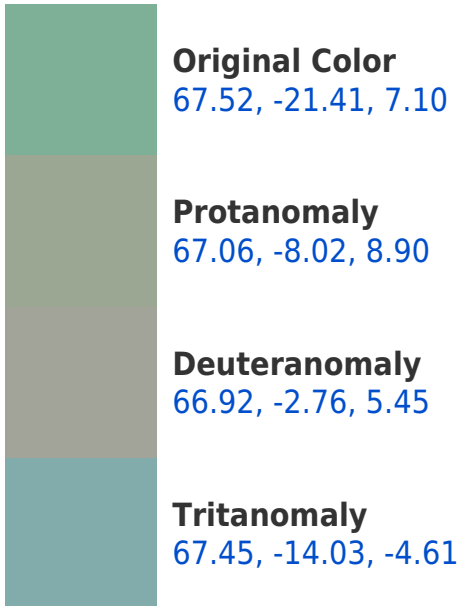 Original Color
67.52, -21.41, 7.10
Protanomaly
67.06, -8.02, 8.90
Deuteranomaly
66.92, -2.76, 5.45
Tritanomaly
67.45, -14.03, -4.61